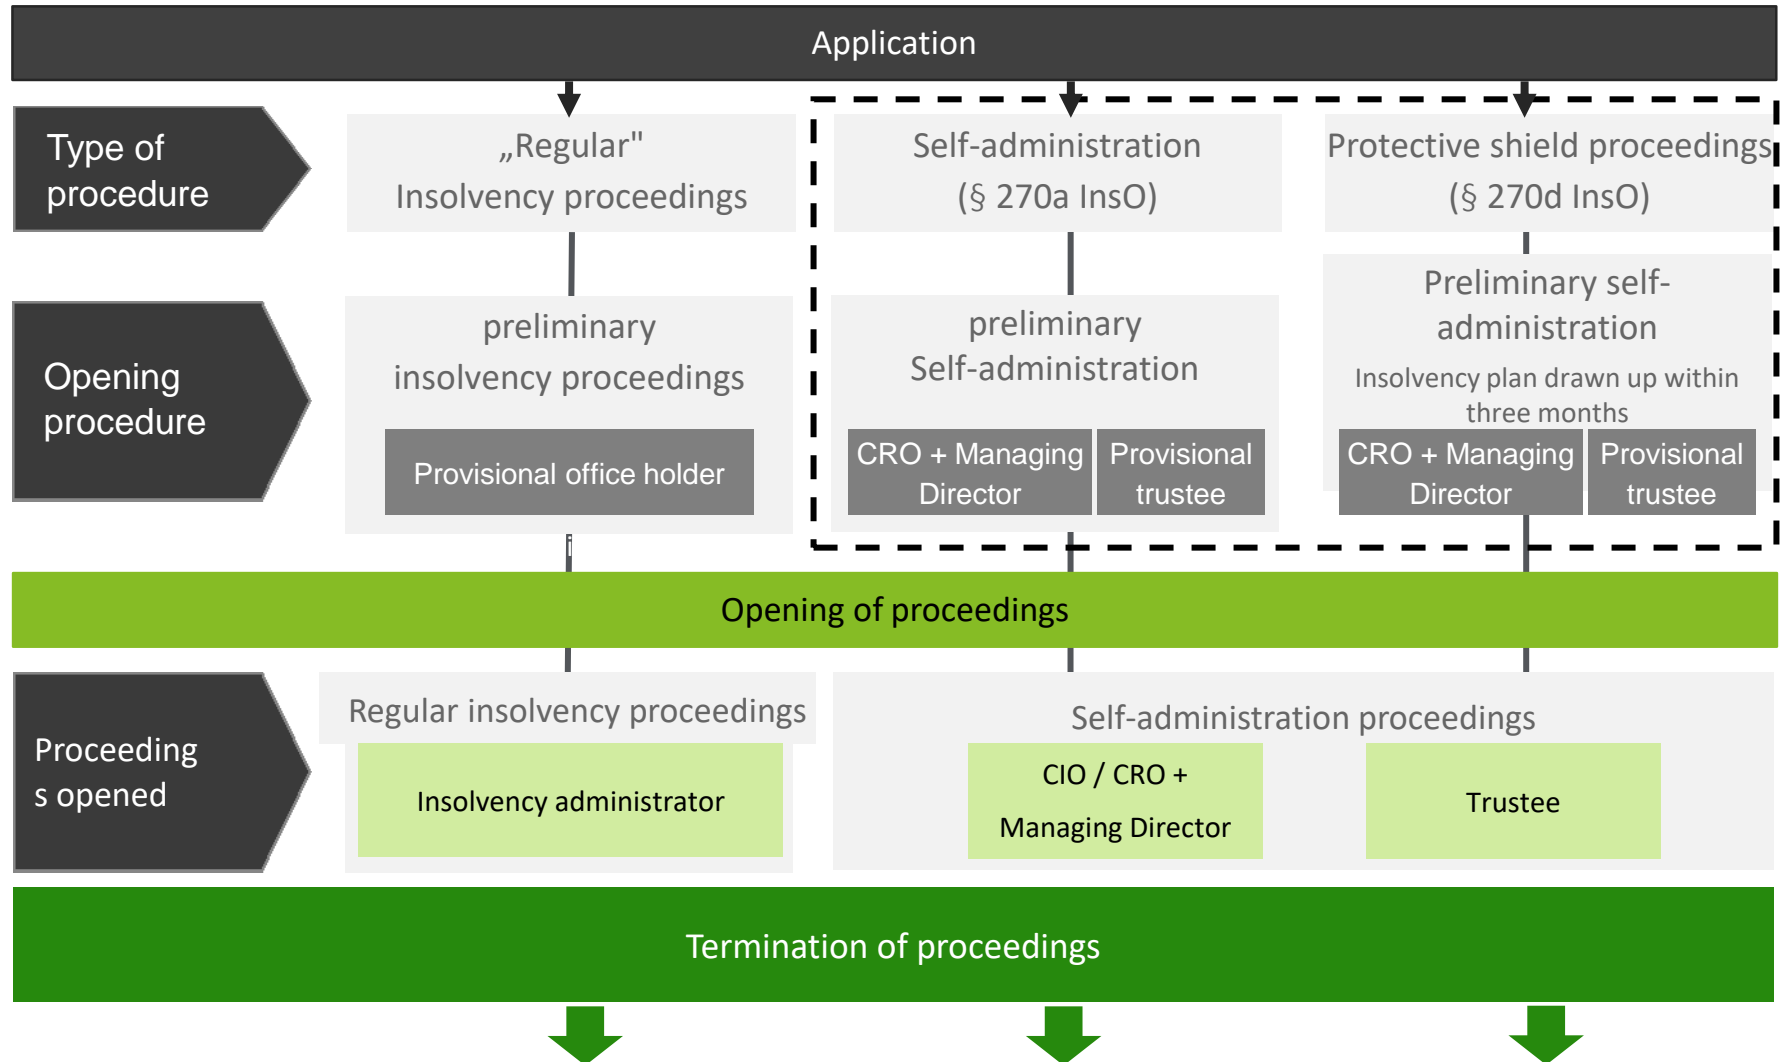 Application
Type of
procedure
„Regular"
Insolvency proceedings
Self-administration
(§ 270a InsO)
Protective shield proceedings
(§ 270d InsO)
Opening
procedure
preliminary
insolvency proceedings
Provisional office holder
i
preliminary
Self-administration
CRO + Managing
Director
Provisional
trustee
Preliminary self-
administration
Insolvency plan drawn up within
three months
CRO + Managing
Director
Provisional
trustee
Opening of proceedings
Proceeding
s opened
Regular insolvency proceedings
Insolvency administrator
Self-administration proceedings
CIO / CRO +
Managing Director
Trustee
Termination of proceedings